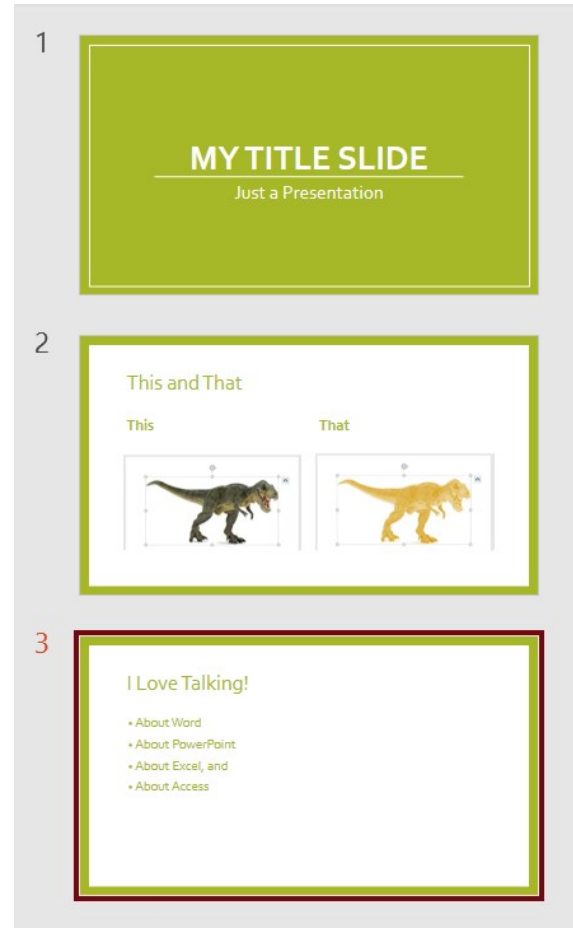 1
MY TITLE SLIDE
Just a Presentation
2
This and That
This That
3
I Love Talking!
• About Word
• About PowerPoint
• About Excel, and
• About Access